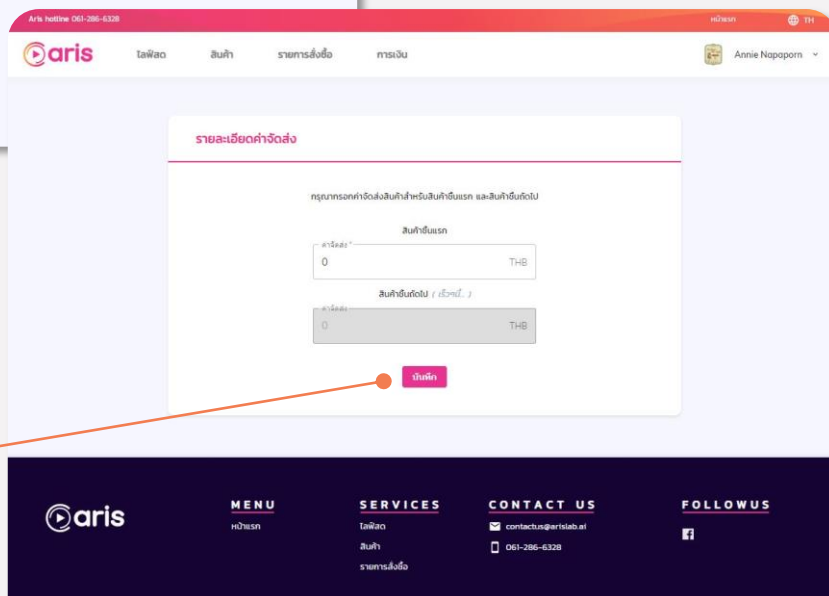 Aris hotline 061-286-6328
หน้าแรก
TH
aris
ไลฟ์สด
สินค้า
รายการสั่งซื้อ
การเงิน
Annie Napaporn
รายละเอียดค่าจัดส่ง
กรุณากรอกค่าจัดส่งสินค้าสำหรับสินค้าชิ้นแรก และสินค้าชิ้นถัดไป
สินค้าชิ้นแรก
ค่าจัดส่ง *
0 THB
สินค้าชิ้นถัดไป ( เร็วๆนี้.. )
ค่าจัดส่ง
0 THB
บันทึก
aris
MENU
หน้าแรก
SERVICES
ไลฟ์สด
สินค้า
รายการสั่งซื้อ
CONTACT US
contactus@arislab.ai
061-286-6328
FOLLOWUS